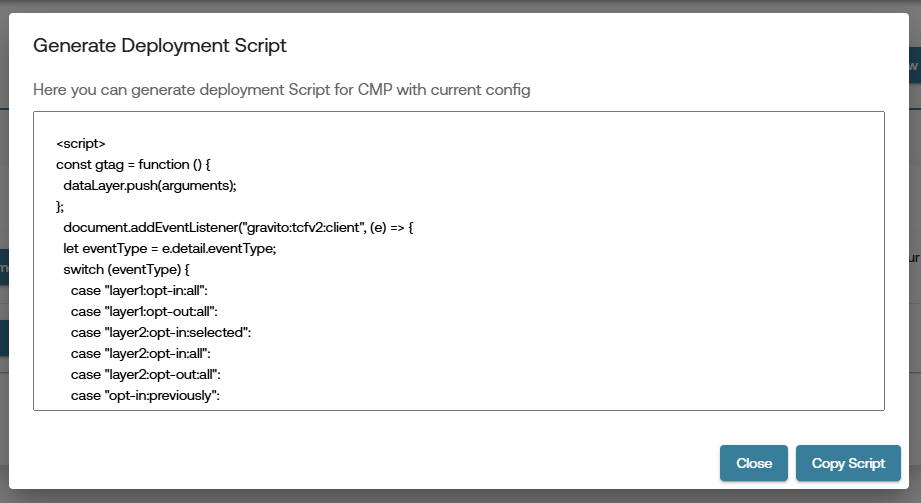 Generate Deployment Script
Here you can generate deployment Script for CMP with current config
<script>
const gtag = function () {
dataLayer.push(arguments);
};
document.addEventListener("gravito:tcfv2:client", (e) => {
let eventType = e.detail.eventType;
switch (eventType) {
case "layer1:opt-in:all":
case "layer1:opt-out:all":
case "layer2:opt-in:selected":
case "layer2:opt-in:all":
case "layer2:opt-out:all":
case "opt-in:previously":
Close
Copy Script